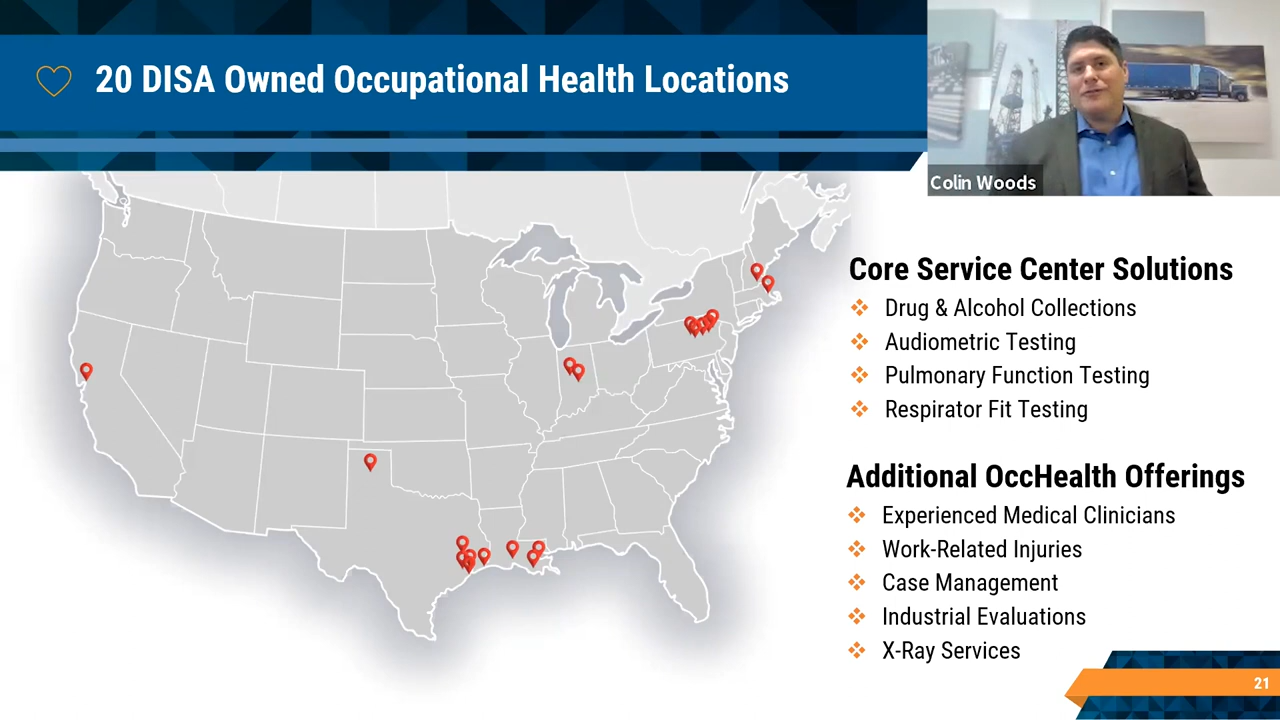 20 DISA Owned Occupational Health Locations
Colin Woods
Core Service Center Solutions
Drug & Alcohol Collections
Audiometric Testing
Pulmonary Function Testing
Respirator Fit Testing
Additional OccHealth Offerings
Experienced Medical Clinicians
Work-Related Injuries
Case Management
Industrial Evaluations
X-Ray Services
21